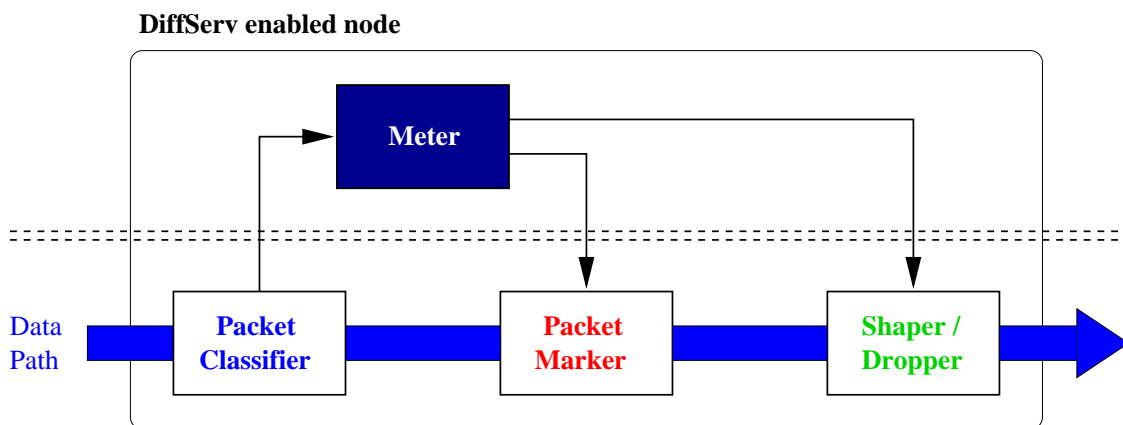 DiffServ enabled node
Meter
Data
Path
Packet
Classifier
Packet
Marker
Shaper /
Dropper